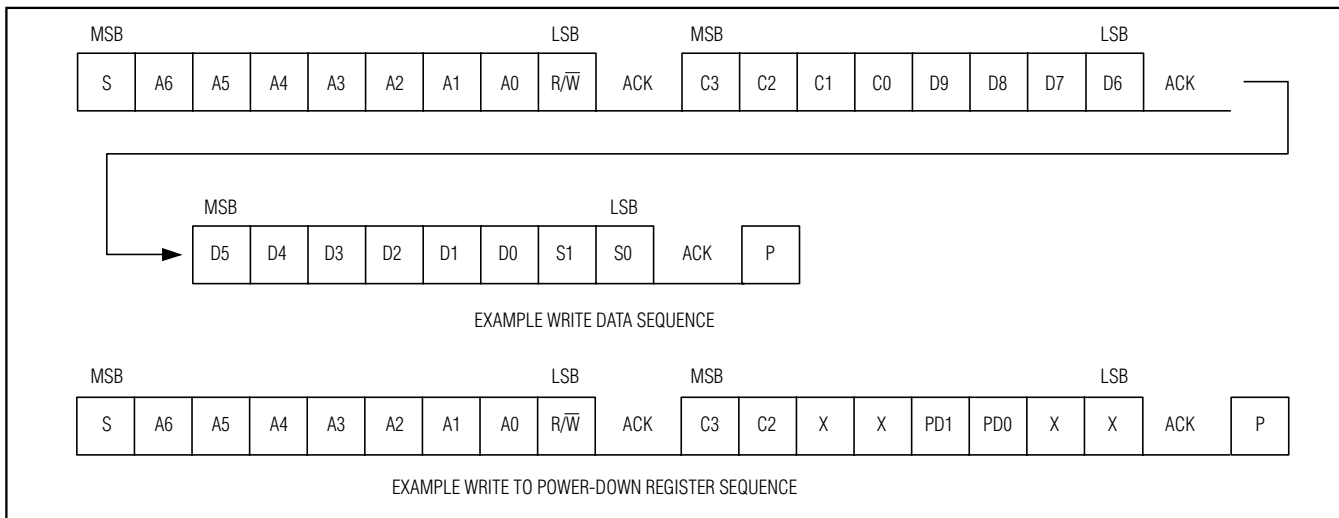 MSB LSB MSB LSB
S A6 A5 A4 A3 A2 A1 A0 R/W̅ ACK C3 C2 C1 C0 D9 D8 D7 D6 ACK
MSB LSB
D5 D4 D3 D2 D1 D0 S1 S0 ACK P
EXAMPLE WRITE DATA SEQUENCE
MSB LSB MSB LSB
S A6 A5 A4 A3 A2 A1 A0 R/W̅ ACK C3 C2 X X PD1 PD0 X X ACK P
EXAMPLE WRITE TO POWER-DOWN REGISTER SEQUENCE